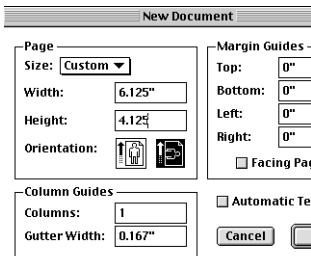 New Document
Page
Size: Custom
Width: 6.125"
Height: 4.125
Orientation:
Column Guides
Columns: 1
Gutter Width: 0.167"
Margin Guides
Top: 0"
Bottom: 0"
Left: 0"
Right: 0"
Facing Pag
Automatic Te
Cancel